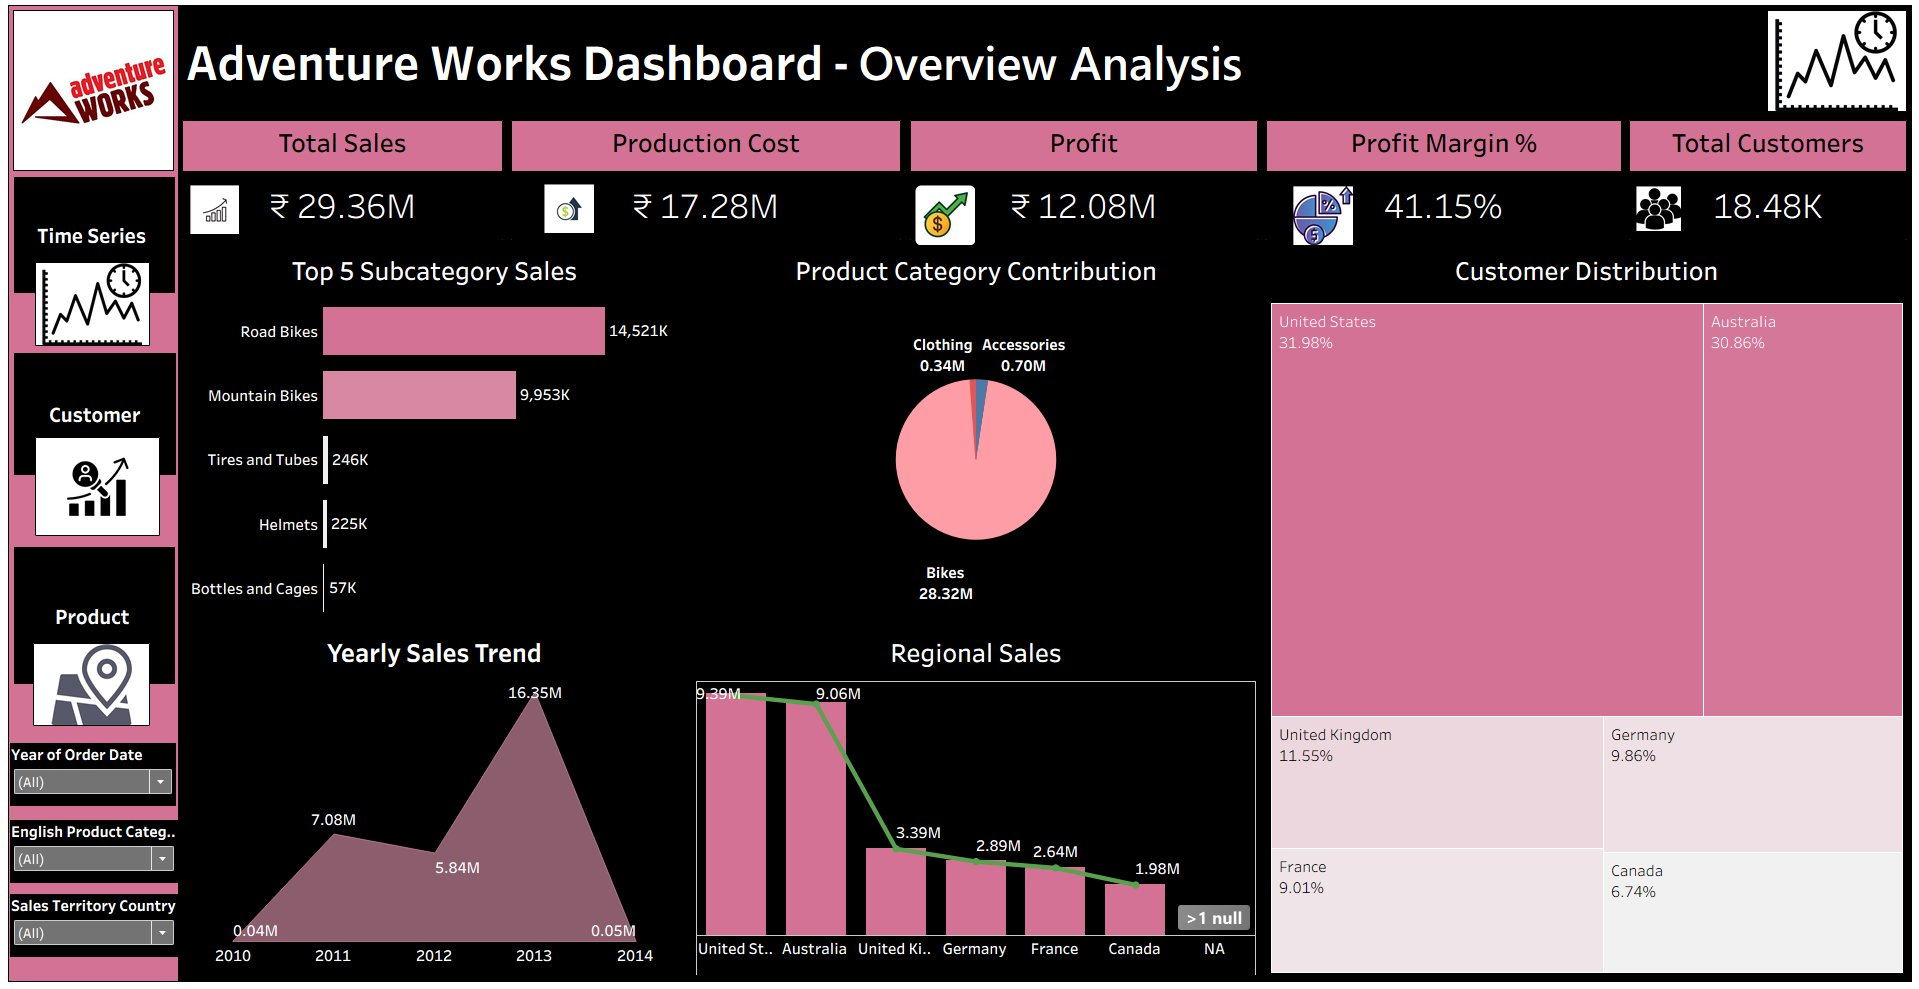 adventure
WORKS
Adventure Works Dashboard - Overview Analysis
Total Sales
Production Cost
Profit
Profit Margin %
Total Customers
₹ 29.36M
₹ 17.28M
₹ 12.08M
41.15%
18.48K
Time Series
Customer
Product
Year of Order Date
(All)
English Product Categ..
(All)
Sales Territory Country
(All)
Top 5 Subcategory Sales
Road Bikes
14,521K
Mountain Bikes
9,953K
Tires and Tubes
246K
Helmets
225K
Bottles and Cages
57K
Product Category Contribution
Clothing
0.34M
Accessories
0.70M
Bikes
28.32M
Customer Distribution
United States
31.98%
Australia
30.86%
United Kingdom
11.55%
Germany
9.86%
France
9.01%
Canada
6.74%
Yearly Sales Trend
16.35M
7.08M
5.84M
0.04M
0.05M
2010
2011
2012
2013
2014
Regional Sales
9.39M
9.06M
3.39M
2.89M
2.64M
1.98M
>1 null
United St..
Australia
United Ki..
Germany
France
Canada
NA